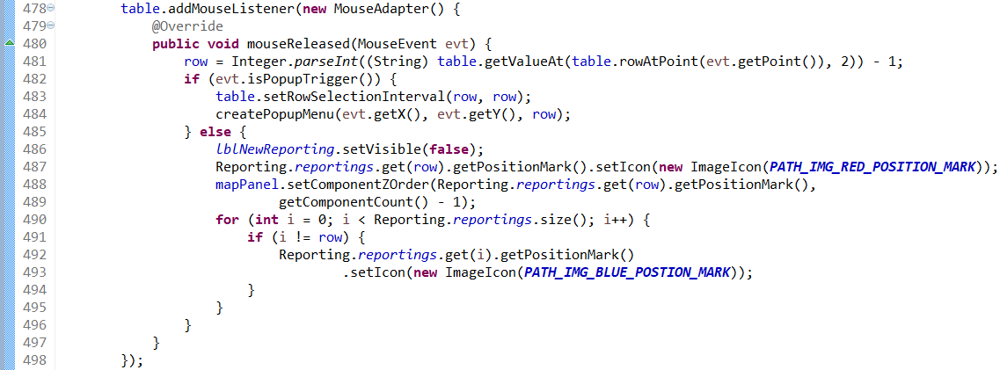 478 table.addMouseListener(new MouseAdapter() {
479 @Override
480 public void mouseReleased(MouseEvent evt) {
481 row = Integer.parseInt((String) table.getValueAt(table.rowAtPoint(evt.getPoint()), 2)) - 1;
482 if (evt.isPopupTrigger()) {
483 table.setRowSelectionInterval(row, row);
484 createPopupMenu(evt.getX(), evt.getY(), row);
485 } else {
486 lblNewReporting.setVisible(false);
487 Reporting.reportings.get(row).getPositionMark().setIcon(new ImageIcon(PATH_IMG_RED_POSITION_MARK));
488 mapPanel.setComponentZOrder(Reporting.reportings.get(row).getPositionMark(),
489 getComponentCount() - 1);
490 for (int i = 0; i < Reporting.reportings.size(); i++) {
491 if (i != row) {
492 Reporting.reportings.get(i).getPositionMark()
493 .setIcon(new ImageIcon(PATH_IMG_BLUE_POSTION_MARK));
494 }
495 }
496 }
497 }
498 });